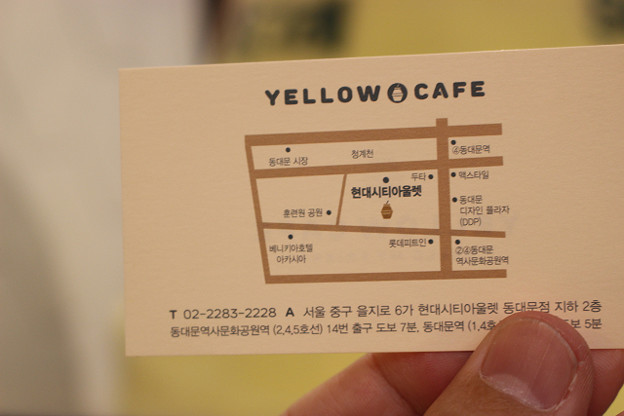 YELLOW CAFE
동대문 시장
청계천
④동대문역
두타
맥스타일
현대시티아울렛
훈련원 공원
동대문
디자인 플라자
(DDP)
베니키아호텔
아카시아
롯데피트인
②④동대문
역사문화공원역
T 02-2283-2228 A 서울 중구 을지로 6가 현대시티아울렛 동대문점 지하 2층
동대문역사문화공원역 (2,4,5호선) 14번 출구 도보 7분, 동대문역 (1,4호 도보 5분